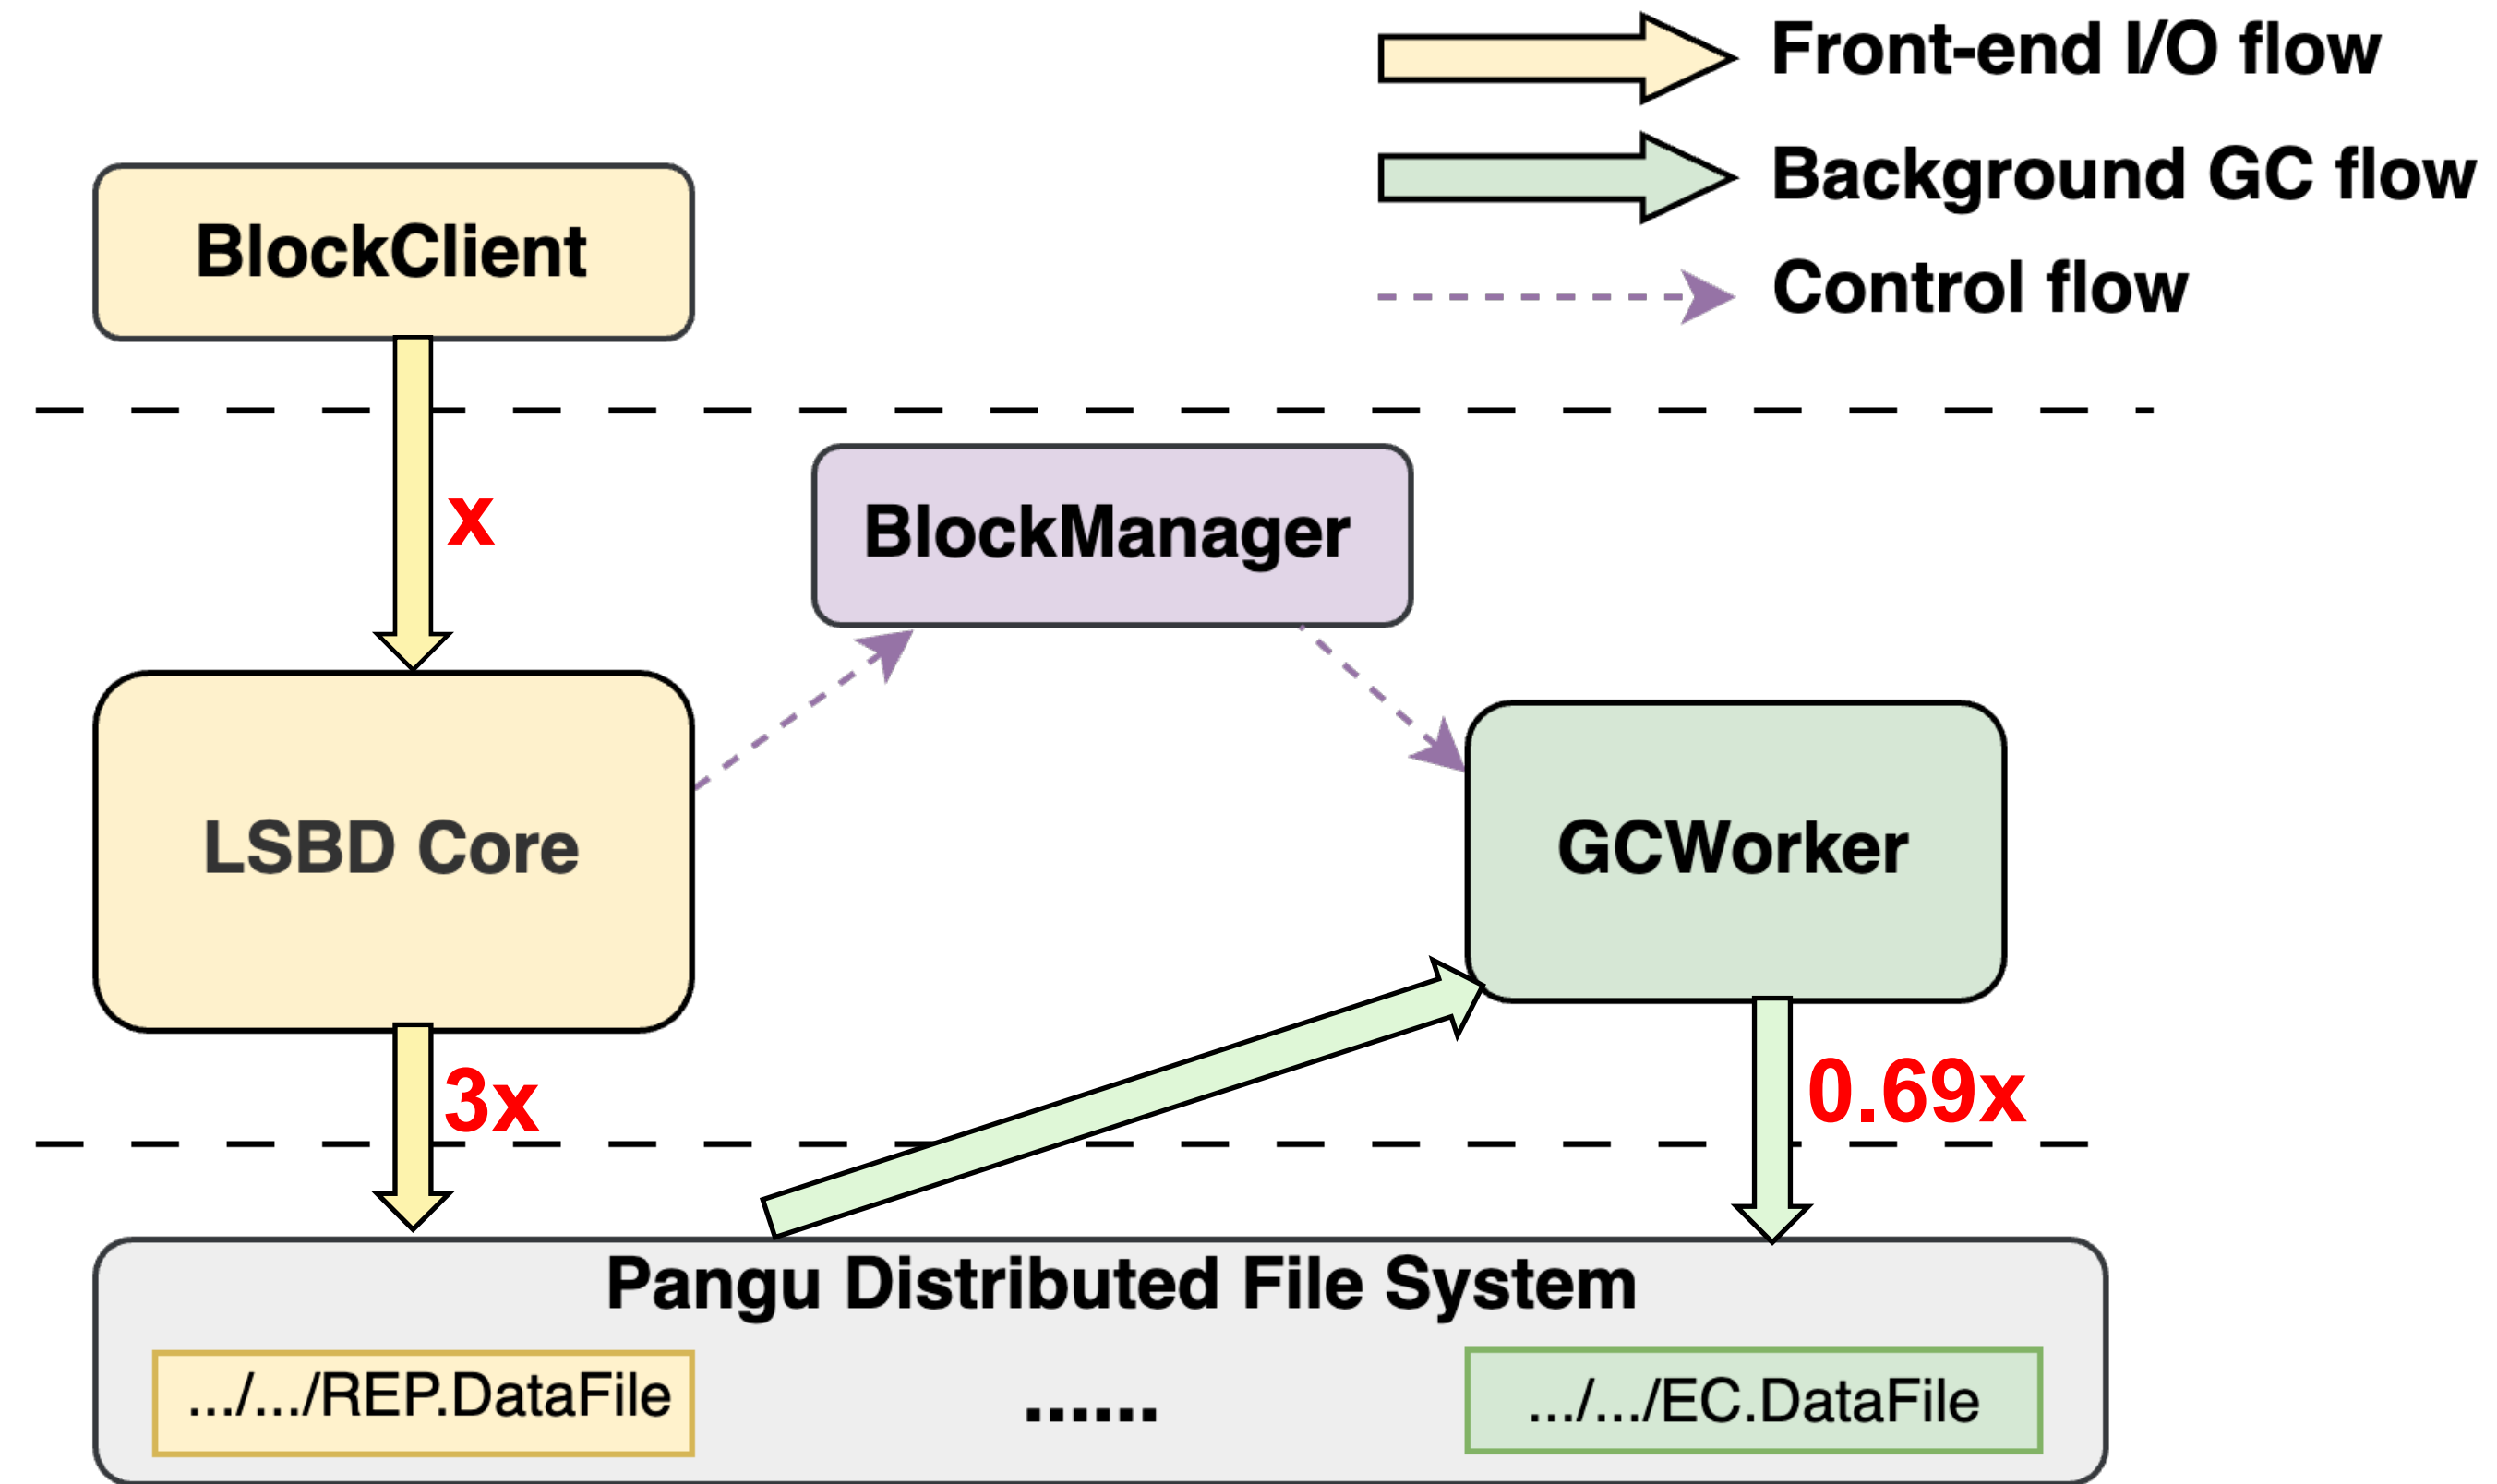 Front-end I/O flow
Background GC flow
Control flow
BlockClient
x
BlockManager
LSBD Core
GCWorker
3x
0.69x
Pangu Distributed File System
.../.../REP.DataFile
......
.../.../EC.DataFile